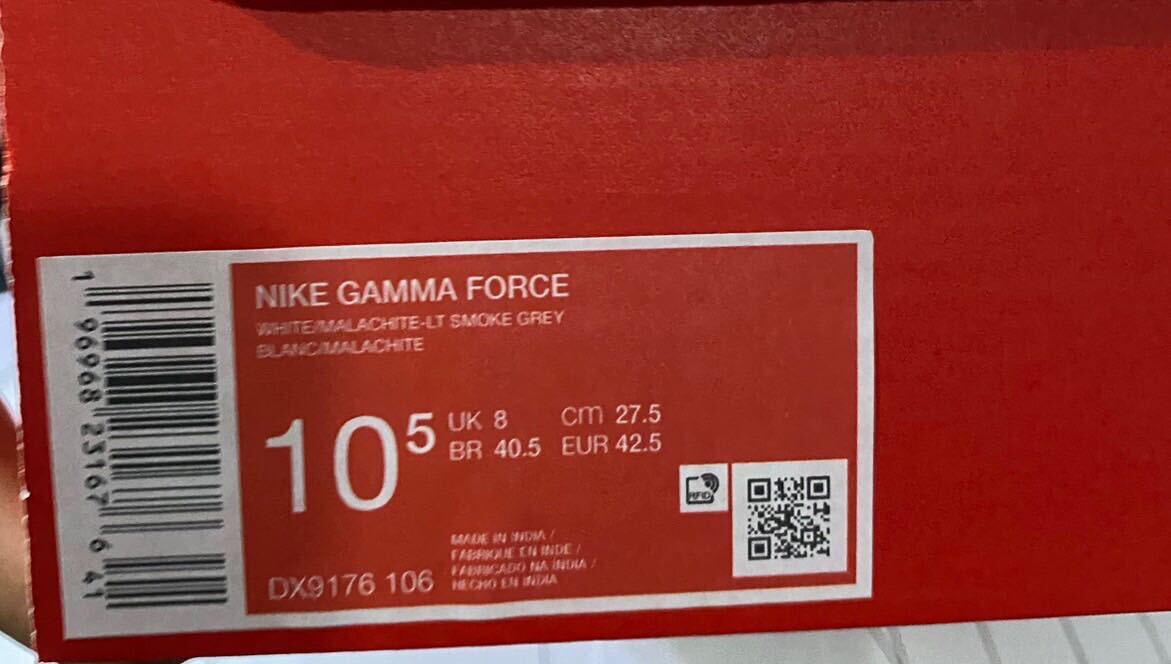 1 96968 23167 6 41
NIKE GAMMA FORCE
WHITE/MALACHITE-LT SMOKE GREY
BLANC/MALACHITE
10⁵
UK 8 cm 27.5
BR 40.5 EUR 42.5
RFID
MADE IN INDIA /
FABRIQUE EN INDE /
FABRICADO NA INDIA /
HECHO EN INDIA
DX9176 106